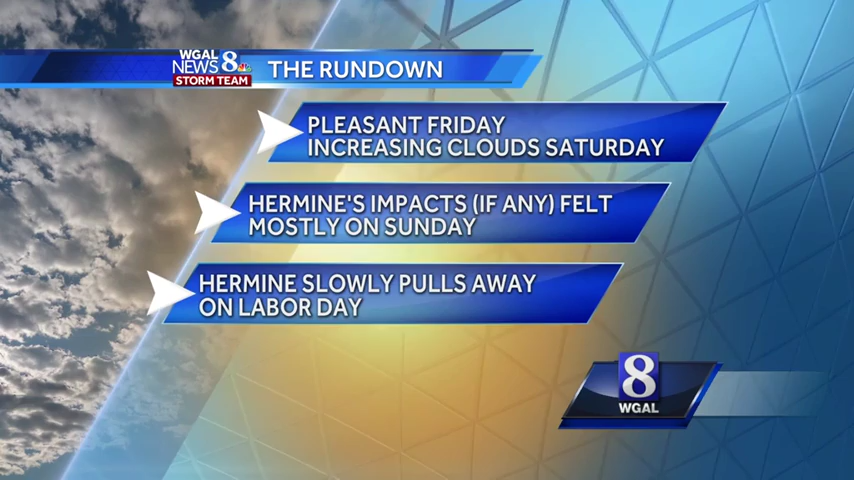 WGAL
NEWS 8
STORM TEAM
THE RUNDOWN
PLEASANT FRIDAY
INCREASING CLOUDS SATURDAY
HERMINE'S IMPACTS (IF ANY) FELT
MOSTLY ON SUNDAY
HERMINE SLOWLY PULLS AWAY
ON LABOR DAY
8
WGAL